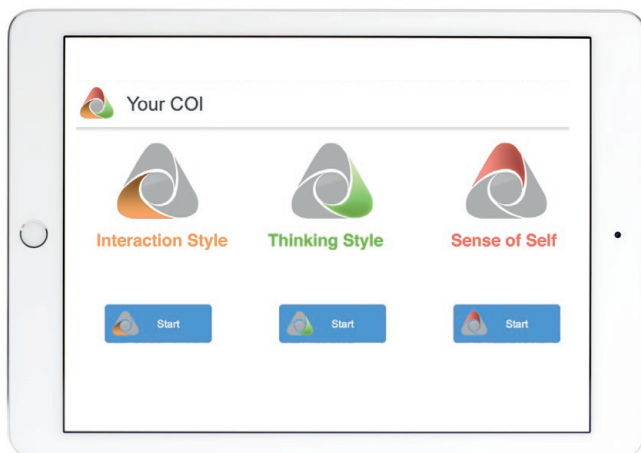 Your COI
Interaction Style
Thinking Style
Sense of Self
Start
Start
Start